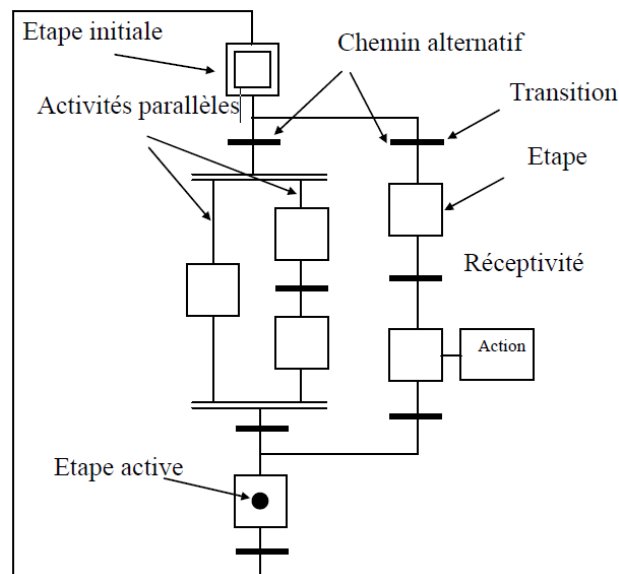 Etape initiale
Chemin alternatif
Activités parallèles
Transition
Etape
Réceptivité
Action
Etape active